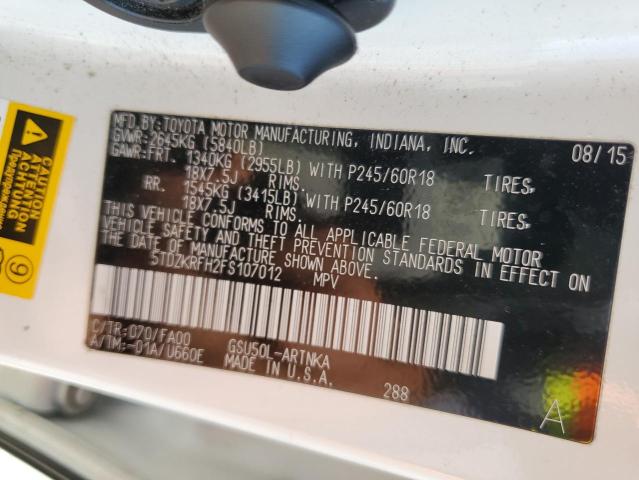 MFD.BY:TOYOTA MOTOR MANUFACTURING, INDIANA, INC. 08/15
GVWR:2645KG (5840LB)
GAWR:FRT. 1340KG (2955LB) WITH P245/60R18 TIRES,
18X7.5J RIMS.
RR. 1545KG (3415LB) WITH P245/60R18 TIRES,
18X7.5J RIMS.
THIS VEHICLE CONFORMS TO ALL APPLICABLE FEDERAL MOTOR
VEHICLE SAFETY AND THEFT PREVENTION STANDARDS IN EFFECT ON
THE DATE OF MANUFACTURE SHOWN ABOVE.
5TDZKRFH2FS107012 MPV
C/TR:070/FA00 GSU50L-ARTNKA
A/TM:-01A/U660E MADE IN U.S.A.
288
A
CAUTION
ATTENTION
ACHTUNG
9